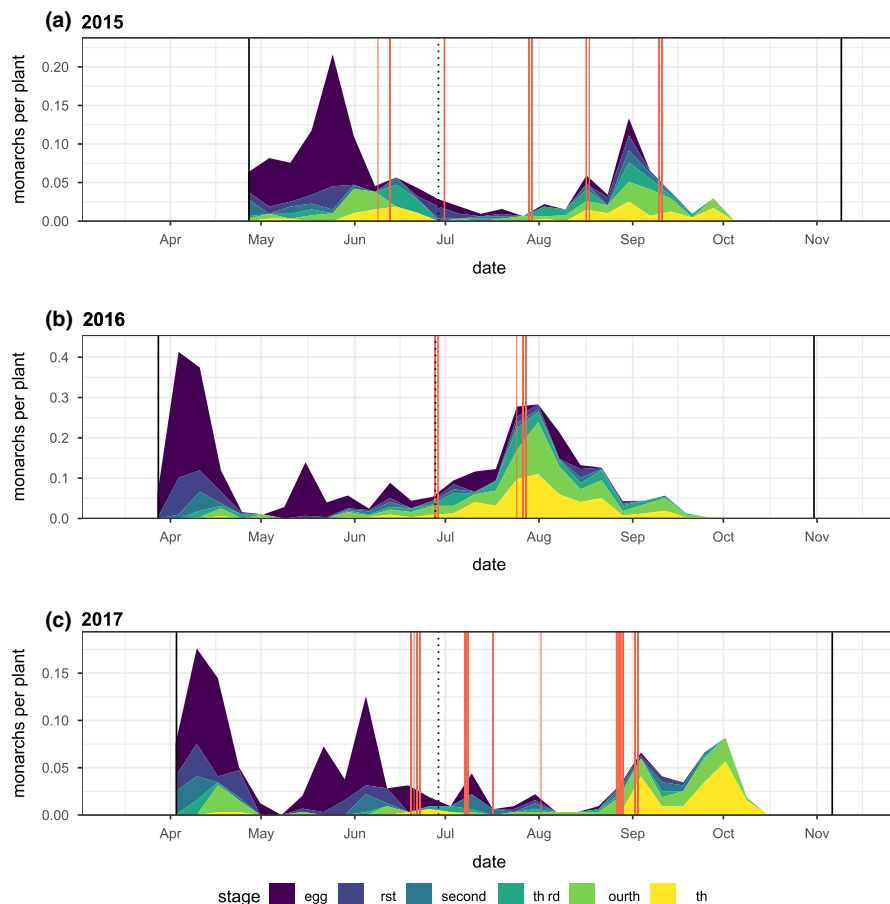 (a) 2015
monarchs per plant
0.20
0.15
0.10
0.05
0.00
Apr May Jun Jul Aug Sep Oct Nov
date
(b) 2016
monarchs per plant
0.4
0.3
0.2
0.1
0.0
Apr May Jun Jul Aug Sep Oct Nov
date
(c) 2017
monarchs per plant
0.15
0.10
0.05
0.00
Apr May Jun Jul Aug Sep Oct Nov
date
stage egg rst second th rd ourth th